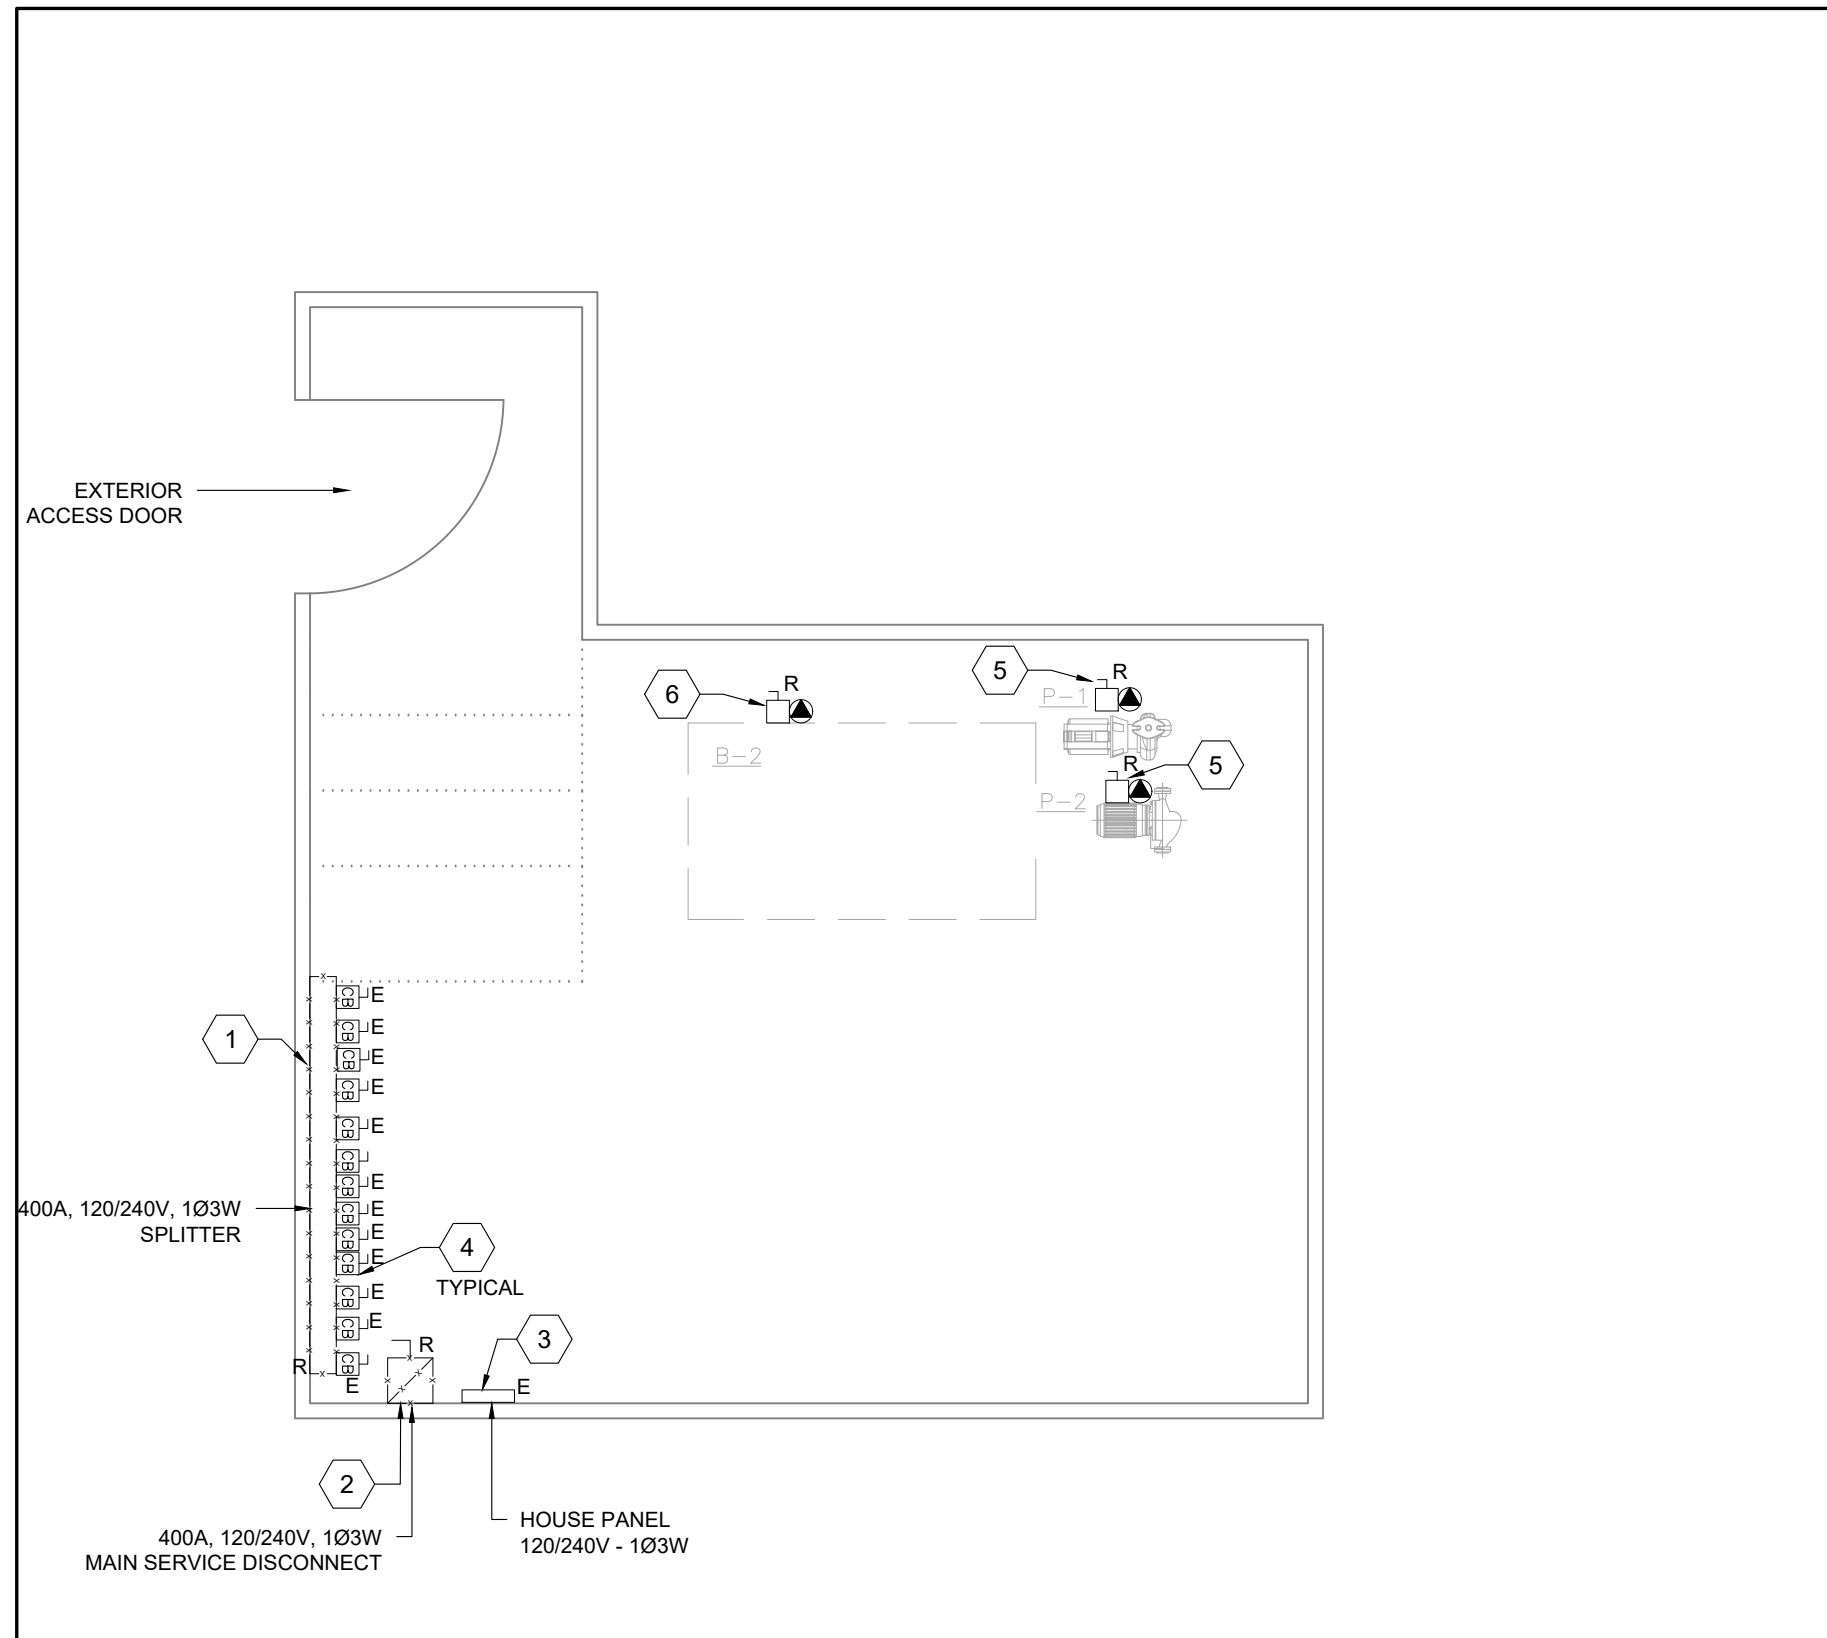 EXTERIOR
ACCESS DOOR
6
R
5
R
P-1
B-2
R
5
P-2
CB E
CB E
1
CB E
CB E
CB E
CB
CB E
400A, 120/240V, 1Ø3W
SPLITTER
CB E
CB E
CB E
4
TYPICAL
CB E
CB E
R
CB
E
R
3
E
2
HOUSE PANEL
120/240V - 1Ø3W
400A, 120/240V, 1Ø3W
MAIN SERVICE DISCONNECT